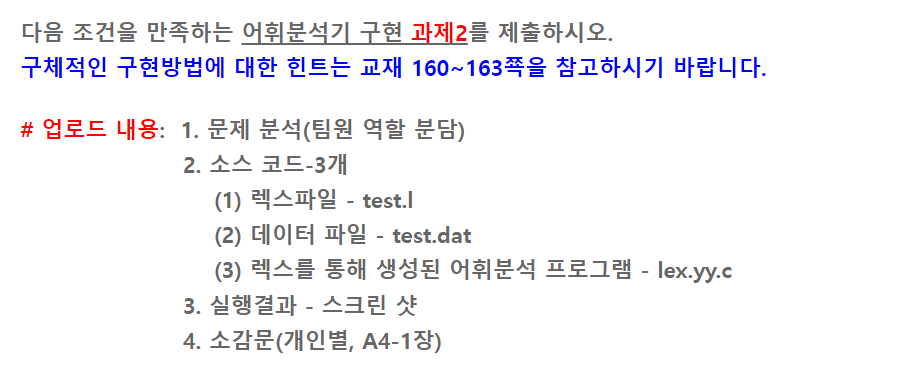 다음 조건을 만족하는 어휘분석기 구현 과제2를 제출하시오.
구체적인 구현방법에 대한 힌트는 교재 160~163쪽을 참고하시기 바랍니다.
# 업로드 내용: 1. 문제 분석(팀원 역할 분담)
2. 소스 코드-3개
(1) 렉스파일 - test.l
(2) 데이터 파일 - test.dat
(3) 렉스를 통해 생성된 어휘분석 프로그램 - lex.yy.c
3. 실행결과 - 스크린 샷
4. 소감문(개인별, A4-1장)